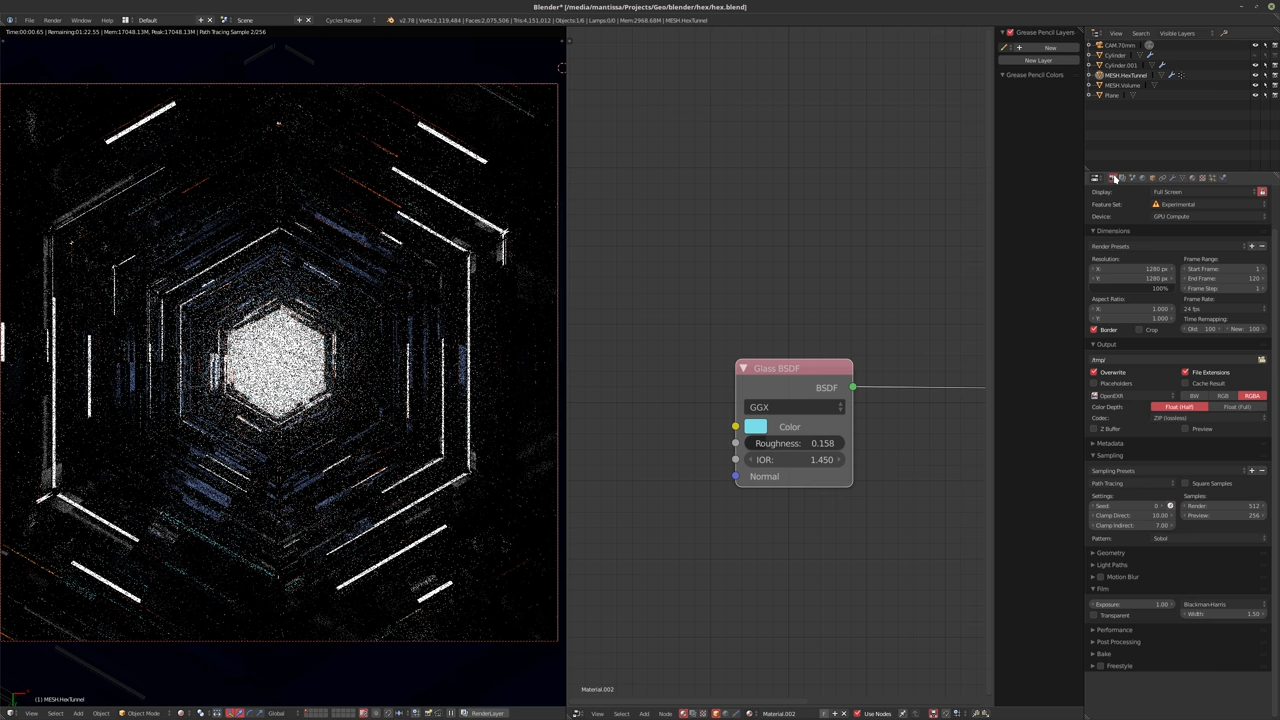 Blender* [/media/mantissa/Projects/Geo/blender/hex/hex.blend]
File Render Window Help Default Scene Cycles Render v2.78 | Verts:2,119,484 | Faces:2,075,506 | Tris:4,151,012 | Objects:1/6 | Lamps:0/0 | Mem:2968.68M | MESH.HexTunnel
Time:00:00.65 | Remaining:01:22.55 | Mem:17048.13M, Peak:17048.13M | Path Tracing Sample 2/256
Grease Pencil Layers
New
New Layer
Grease Pencil Colors
View Search Visible Layers
CAM.70mm
Cylinder
Cylinder.001
MESH.HexTunnel
MESH.Volume
Plane
Display: Full Screen
Feature Set: Experimental
Device: GPU Compute
Dimensions
Render Presets
Resolution: Frame Range:
X: 1280 px Start Frame: 1
Y: 1280 px End Frame: 120
100% Frame Step: 1
Aspect Ratio: Frame Rate:
X: 1.000 24 fps
Y: 1.000 Time Remapping:
Border Crop Old: 100 New: 100
Output
/tmp/
Overwrite File Extensions
Placeholders Cache Result
OpenEXR BW RGB RGBA
Color Depth: Float (Half) Float (Full)
Codec: ZIP (lossless)
Z Buffer Preview
Metadata
Sampling
Sampling Presets
Path Tracing Square Samples
Settings: Samples:
Seed: 0 Render: 512
Clamp Direct: 10.00 Preview: 256
Clamp Indirect: 7.00
Pattern: Sobol
Geometry
Light Paths
Motion Blur
Film
Exposure: 1.00 Blackman-Harris
Transparent Width: 1.50
Performance
Post Processing
Bake
Freestyle
Glass BSDF
BSDF
GGX
Color
Roughness: 0.158
IOR: 1.450
Normal
Material.002
(1) MESH.HexTunnel
View Select Add Object Object Mode Global RenderLayer
View Select Add Node Material.002 F Use Nodes